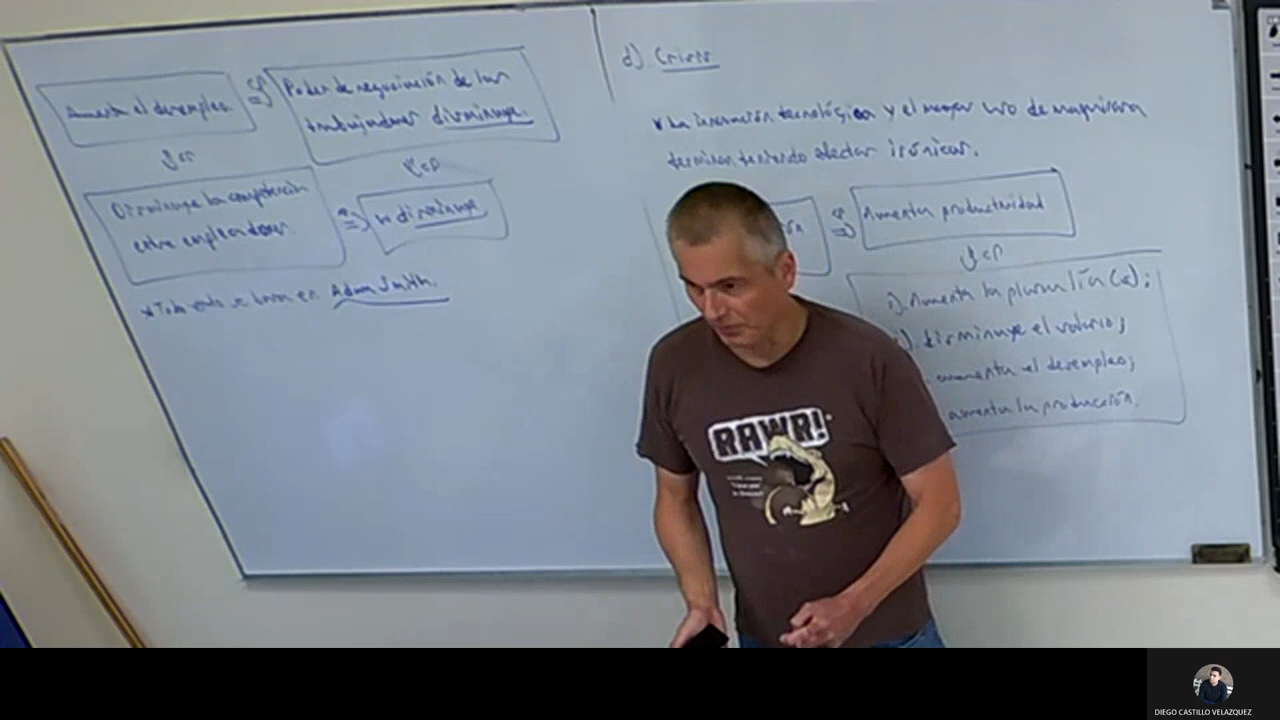 Aumenta el desempleo.
c.p.
⇒
Poder de negociación de los
trabajadores disminuye.
⇓ c.p.
⇓ c.p.
Disminuye la competencia
entre empleadores.
⇒
w disminuye.
* Todo esto se basa en Adam Smith.
d) Crisis
* La innovación tecnológica y el mayor uso de maquinaria
terminan teniendo efectos irónicos.
ón
⇒
Aumenta productividad
⇓ c.p.
i). Aumenta la plusvalía (s);
). disminuye el valor
. aumenta el desempleo;
aumenta la producción.
RAWR!
DIEGO CASTILLO VELAZQUEZ